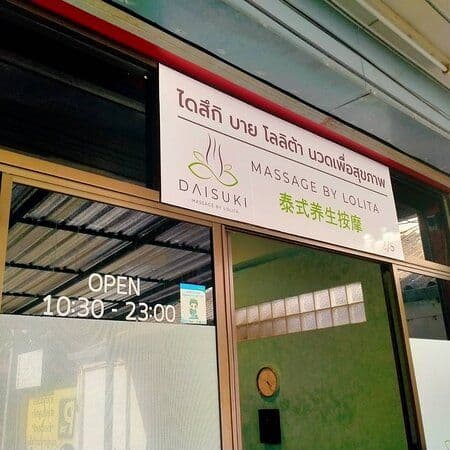 ไดสึกิ บาย โลลิต้า นวดเพื่อสุขภาพ
DAISUKI
MASSAGE BY LOLITA
MASSAGE BY LOLITA
泰式养生按摩
OPEN
10:30 - 23:00